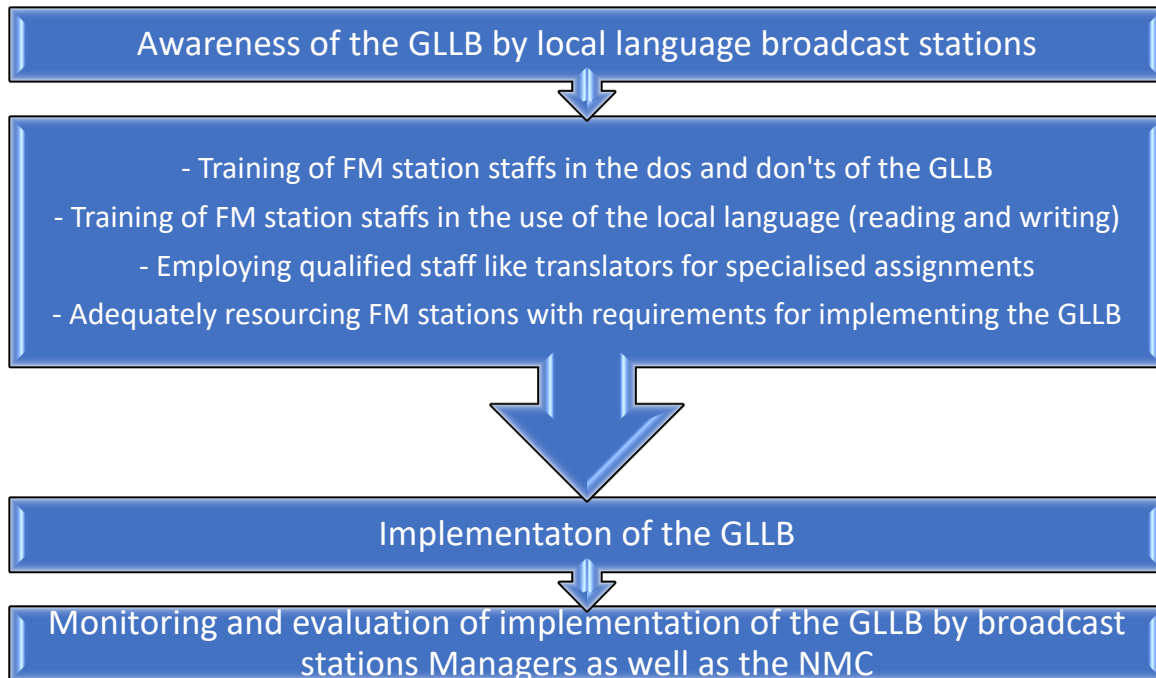 Awareness of the GLLB by local language broadcast stations
- Training of FM station staffs in the dos and don'ts of the GLLB
- Training of FM station staffs in the use of the local language (reading and writing)
- Employing qualified staff like translators for specialised assignments
- Adequately resourcing FM stations with requirements for implementing the GLLB
Implementaton of the GLLB
Monitoring and evaluation of implementation of the GLLB by broadcast
stations Managers as well as the NMC